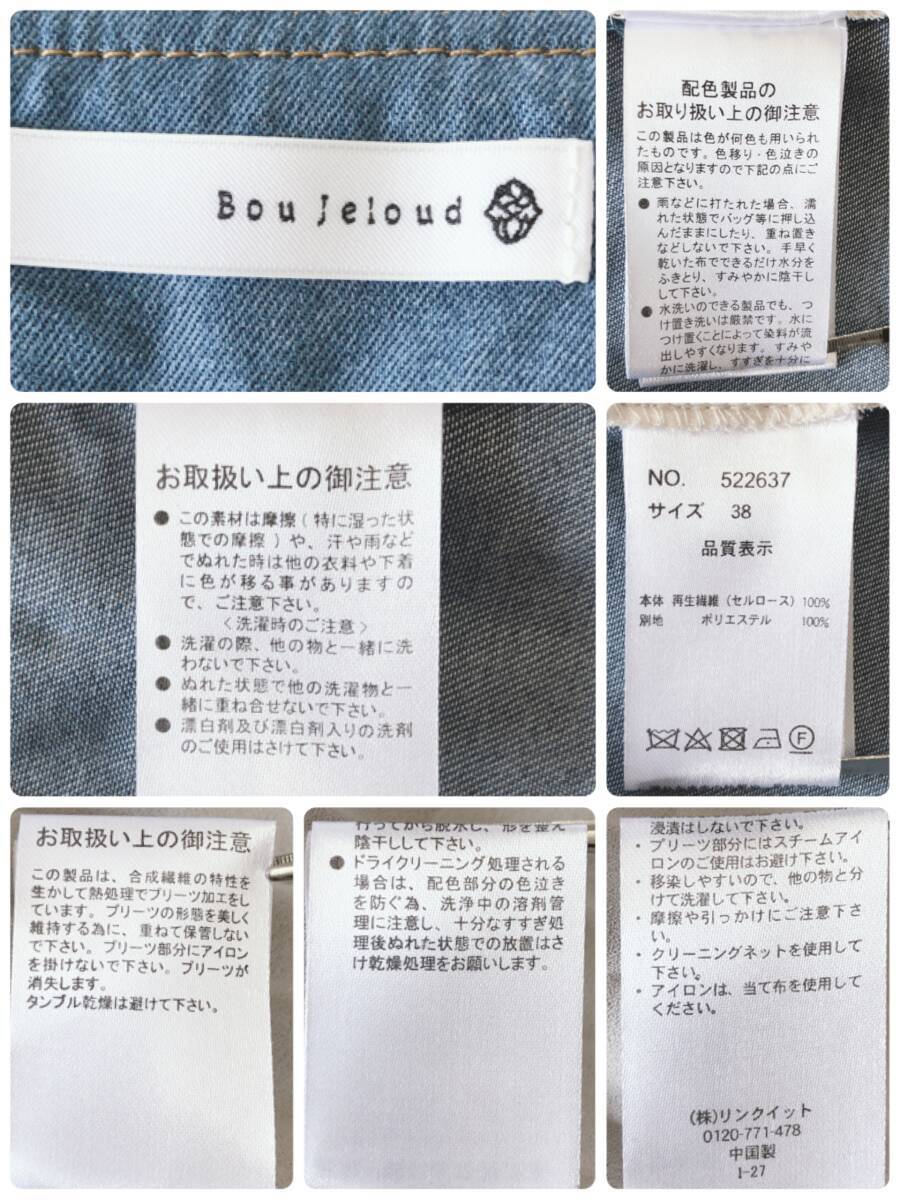 Bou Jeloud
配色製品の
お取り扱い上の御注意
この製品は色が何色も用いられ
たものです。色移り・色泣きの
原因となりますので下記の点にご
注意下さい。
● 雨などに打たれた場合、濡
れた状態でバッグ等に押し込
んだままにしたり、重ね置き
などしないで下さい。手早く
乾いた布でできるだけ水分を
ふきとり、すみやかに陰干し
して下さい。
● 水洗いのできる製品でも、つ
け置き洗いは厳禁です。水に
つけ置くことによって染料が流
出しやすくなります。すみや
かに洗濯し、すすぎを十分に
お取扱い上の御注意
● この素材は摩擦(特に湿った状
態での摩擦)や、汗や雨など
でぬれた時は他の衣料や下着
に色が移る事がありますの
で、ご注意下さい。
〈洗濯時のご注意〉
● 洗濯の際、他の物と一緒に洗
わないで下さい。
● ぬれた状態で他の洗濯物と一
緒に重ね合せないで下さい。
● 漂白剤及び漂白剤入りの洗剤
のご使用はさけて下さい。
NO. 522637
サイズ 38
品質表示
本体 再生繊維(セルロース)100%
別地 ポリエステル 100%
F
お取扱い上の御注意
この製品は、合成繊維の特性を
生かして熱処理でプリーツ加工をし
ています。プリーツの形態を美しく
維持する為に、重ねて保管しない
で下さい。プリーツ部分にアイロン
を掛けないで下さい。プリーツが
消失します。
タンブル乾燥は避けて下さい。
行ってから脱水し、形を整え
陰干しして下さい。
● ドライクリーニング処理される
場合は、配色部分の色泣き
を防ぐ為、洗浄中の溶剤管
理に注意し、十分なすすぎ処
理後ぬれた状態での放置はさ
け乾燥処理をお願いします。
浸漬はしないで下さい。
・プリーツ部分にはスチームアイ
ロンのご使用はお避け下さい。
・移染しやすいので、他の物と分
けて洗濯して下さい。
・摩擦や引っかけにご注意下さ
い。
・クリーニングネットを使用して
下さい。
・アイロンは、当て布を使用して
ください。
(株)リンクイット
0120-771-478
中国製
1-27